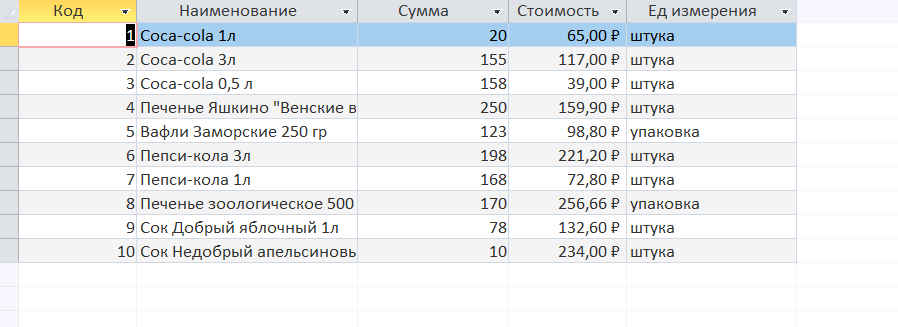 Код Наименование Сумма Стоимость Ед измерения
1 Coca-cola 1л 20 65,00 ₽ штука
2 Coca-cola 3л 155 117,00 ₽ штука
3 Coca-cola 0,5 л 158 39,00 ₽ штука
4 Печенье Яшкино "Венские в 250 159,90 ₽ штука
5 Вафли Заморские 250 гр 123 98,80 ₽ упаковка
6 Пепси-кола 3л 198 221,20 ₽ штука
7 Пепси-кола 1л 168 72,80 ₽ штука
8 Печенье зоологическое 500 170 256,66 ₽ упаковка
9 Сок Добрый яблочный 1л 78 132,60 ₽ штука
10 Сок Недобрый апельсиновь 10 234,00 ₽ штука